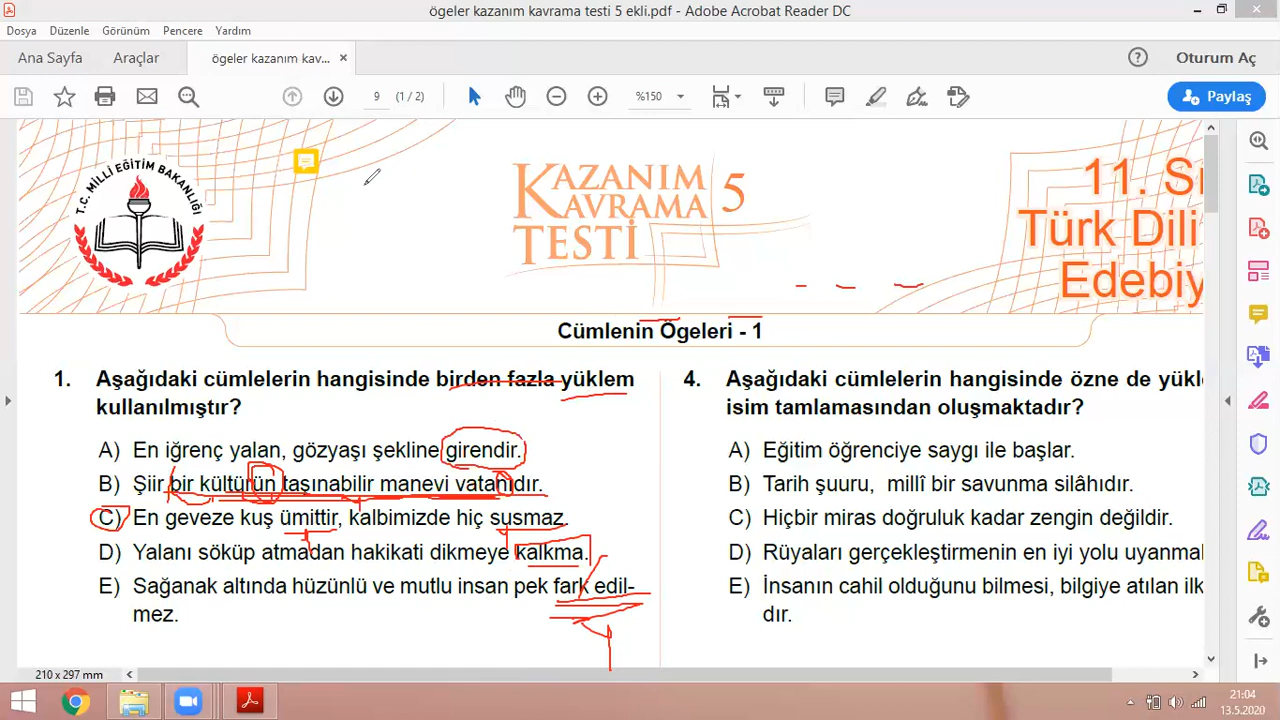 ögeler kazanım kavrama testi 5 ekli.pdf - Adobe Acrobat Reader DC
Dosya Düzenle Görünüm Pencere Yardım
Ana Sayfa Araçlar ögeler kazanım kav... Oturum Aç
9 (1 / 2) %150 Paylaş
T.C. MİLLİ EĞİTİM BAKANLIĞI
KAZANIM
KAVRAMA 5
TESTİ
11. Sı
Türk Dili
Edebiy
Cümlenin Ögeleri - 1
1. Aşağıdaki cümlelerin hangisinde birden fazla yüklem
kullanılmıştır?
A) En iğrenç yalan, gözyaşı şekline girendir.
B) Şiir bir kültürün taşınabilir manevi vatanıdır.
C) En geveze kuş ümittir, kalbimizde hiç susmaz.
D) Yalanı söküp atmadan hakikati dikmeye kalkma.
E) Sağanak altında hüzünlü ve mutlu insan pek fark edil-
mez.
4. Aşağıdaki cümlelerin hangisinde özne de yükl
isim tamlamasından oluşmaktadır?
A) Eğitim öğrenciye saygı ile başlar.
B) Tarih şuuru, millî bir savunma silâhıdır.
C) Hiçbir miras doğruluk kadar zengin değildir.
D) Rüyaları gerçekleştirmenin en iyi yolu uyanma
E) İnsanın cahil olduğunu bilmesi, bilgiye atılan ilk
dır.
210 x 297 mm
21:04
13.5.2020